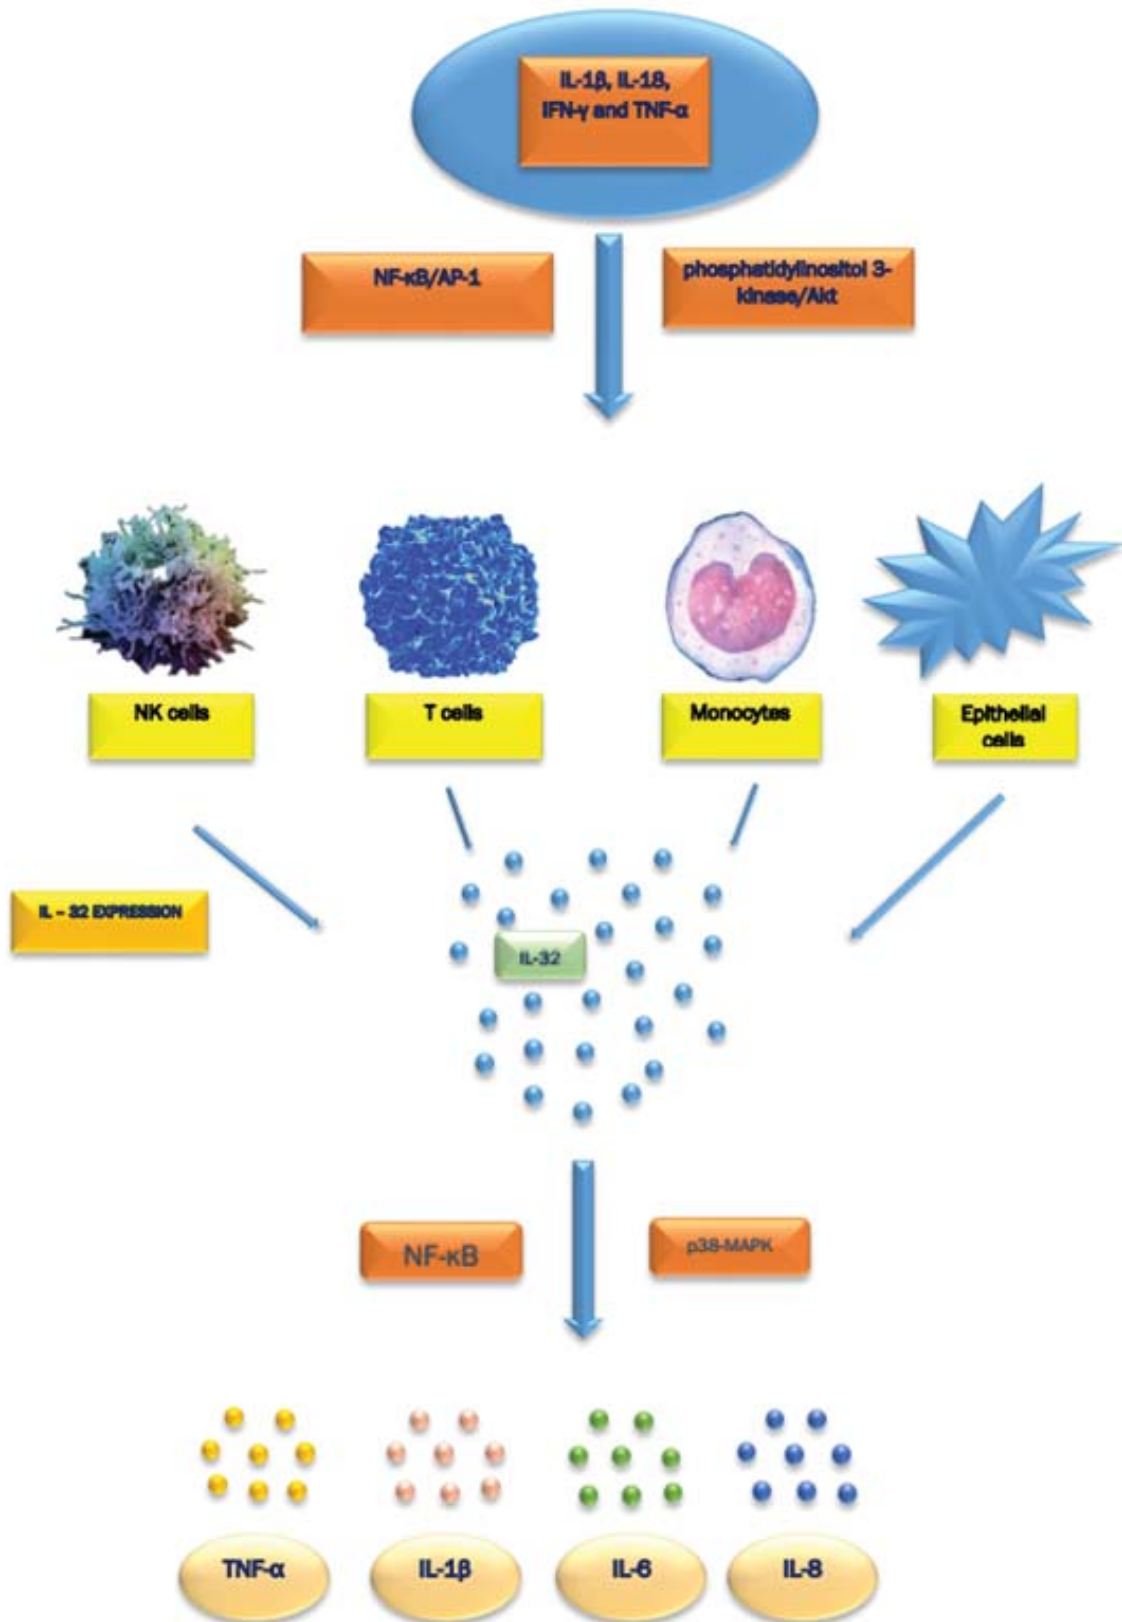 IL-1β, IL-18,
IFN-γ and TNF-α
NF-κB/AP-1
phosphatidylinositol 3-
kinase/Akt
NK cells
T cells
Monocytes
Epithelial
cells
IL – 32 EXPRESSION
IL-32
NF-κB
p38-MAPK
TNF-α
IL-1β
IL-6
IL-8